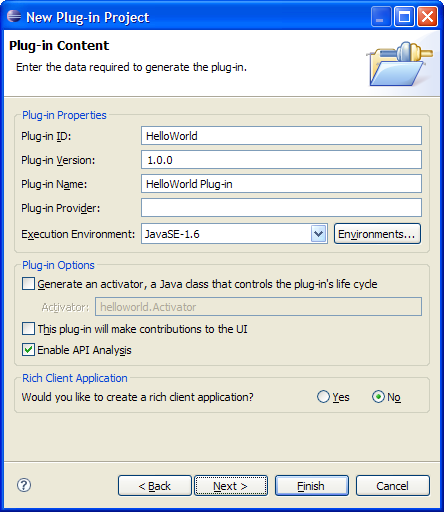 New Plug-in Project
Plug-in Content
Enter the data required to generate the plug-in.
Plug-in Properties
Plug-in ID: HelloWorld
Plug-in Version: 1.0.0
Plug-in Name: HelloWorld Plug-in
Plug-in Provider:
Execution Environment: JavaSE-1.6 Environments...
Plug-in Options
Generate an activator, a Java class that controls the plug-in's life cycle
Activator: helloworld.Activator
This plug-in will make contributions to the UI
Enable API Analysis
Rich Client Application
Would you like to create a rich client application? Yes No
? < Back Next > Finish Cancel